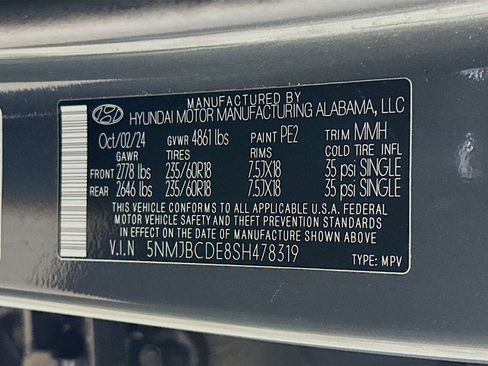 MANUFACTURED BY
HYUNDAI MOTOR MANUFACTURING ALABAMA, LLC
Oct/02/24 GVWR 4861 lbs PAINT PE2 TRIM MMH
GAWR TIRES RIMS COLD TIRE INFL
FRONT 2778 lbs 235/60R18 7.5JX18 35 psi SINGLE
REAR 2646 lbs 235/60R18 7.5JX18 35 psi SINGLE
THIS VEHICLE CONFORMS TO ALL APPLICABLE U.S.A. FEDERAL
MOTOR VEHICLE SAFETY AND THEFT PREVENTION STANDARDS
IN EFFECT ON THE DATE OF MANUFACTURE SHOWN ABOVE
V.I.N 5NMJBCDE8SH478319
TYPE: MPV